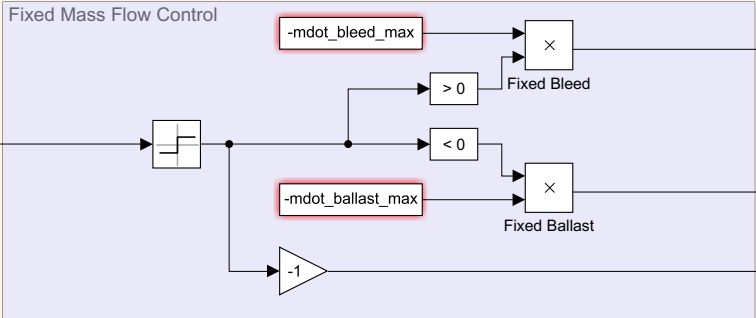 Fixed Mass Flow Control
-mdot_bleed_max
×
Fixed Bleed
> 0
< 0
×
-mdot_ballast_max
Fixed Ballast
-1